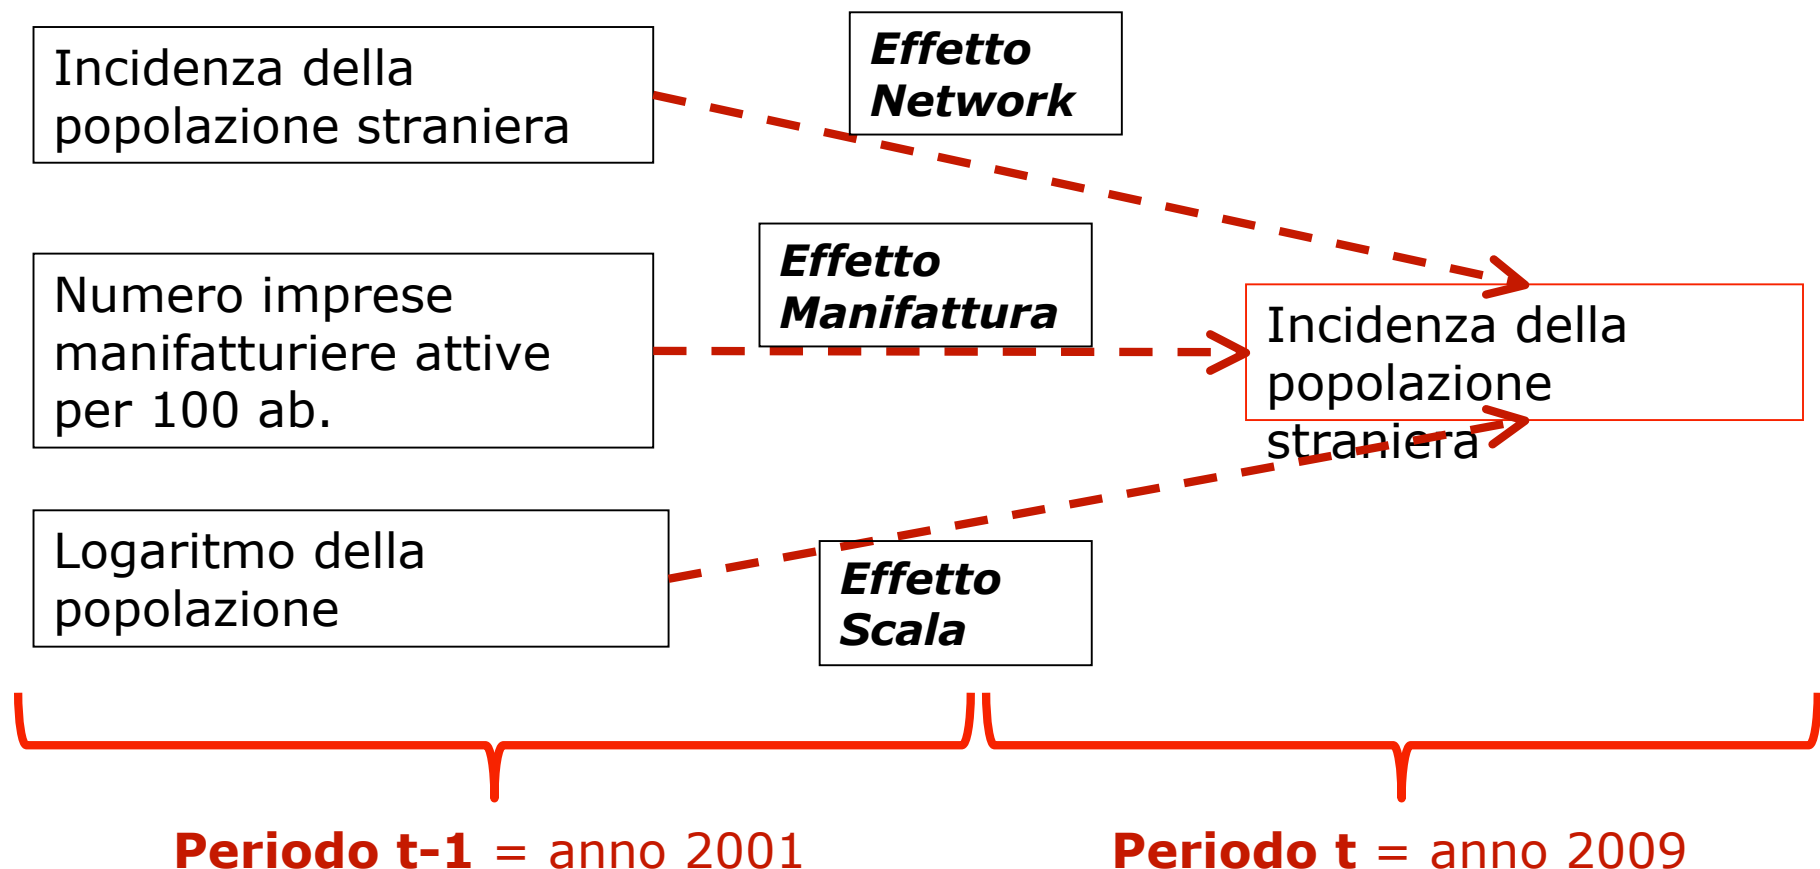 Incidenza della
popolazione straniera
Effetto
Network
Numero imprese
manifatturiere attive
per 100 ab.
Effetto
Manifattura
Incidenza della
popolazione
straniera
Logaritmo della
popolazione
Effetto
Scala
Periodo t-1 = anno 2001
Periodo t = anno 2009